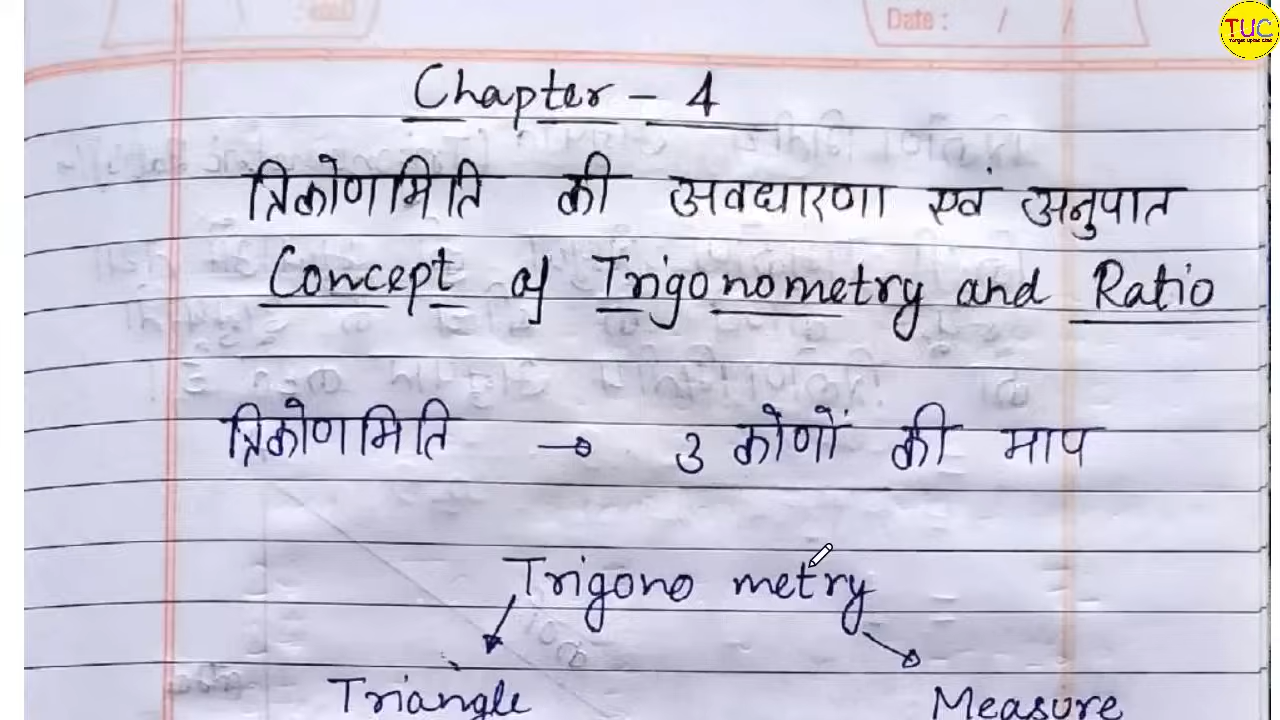 Date : / /
TUC
Chapter - 4
त्रिकोणमिति की अवधारणा एवं अनुपात
Concept of Trigonometry and Ratio
त्रिकोणमिति → 3 कोणों की माप
Trigono metry
Triangle Measure